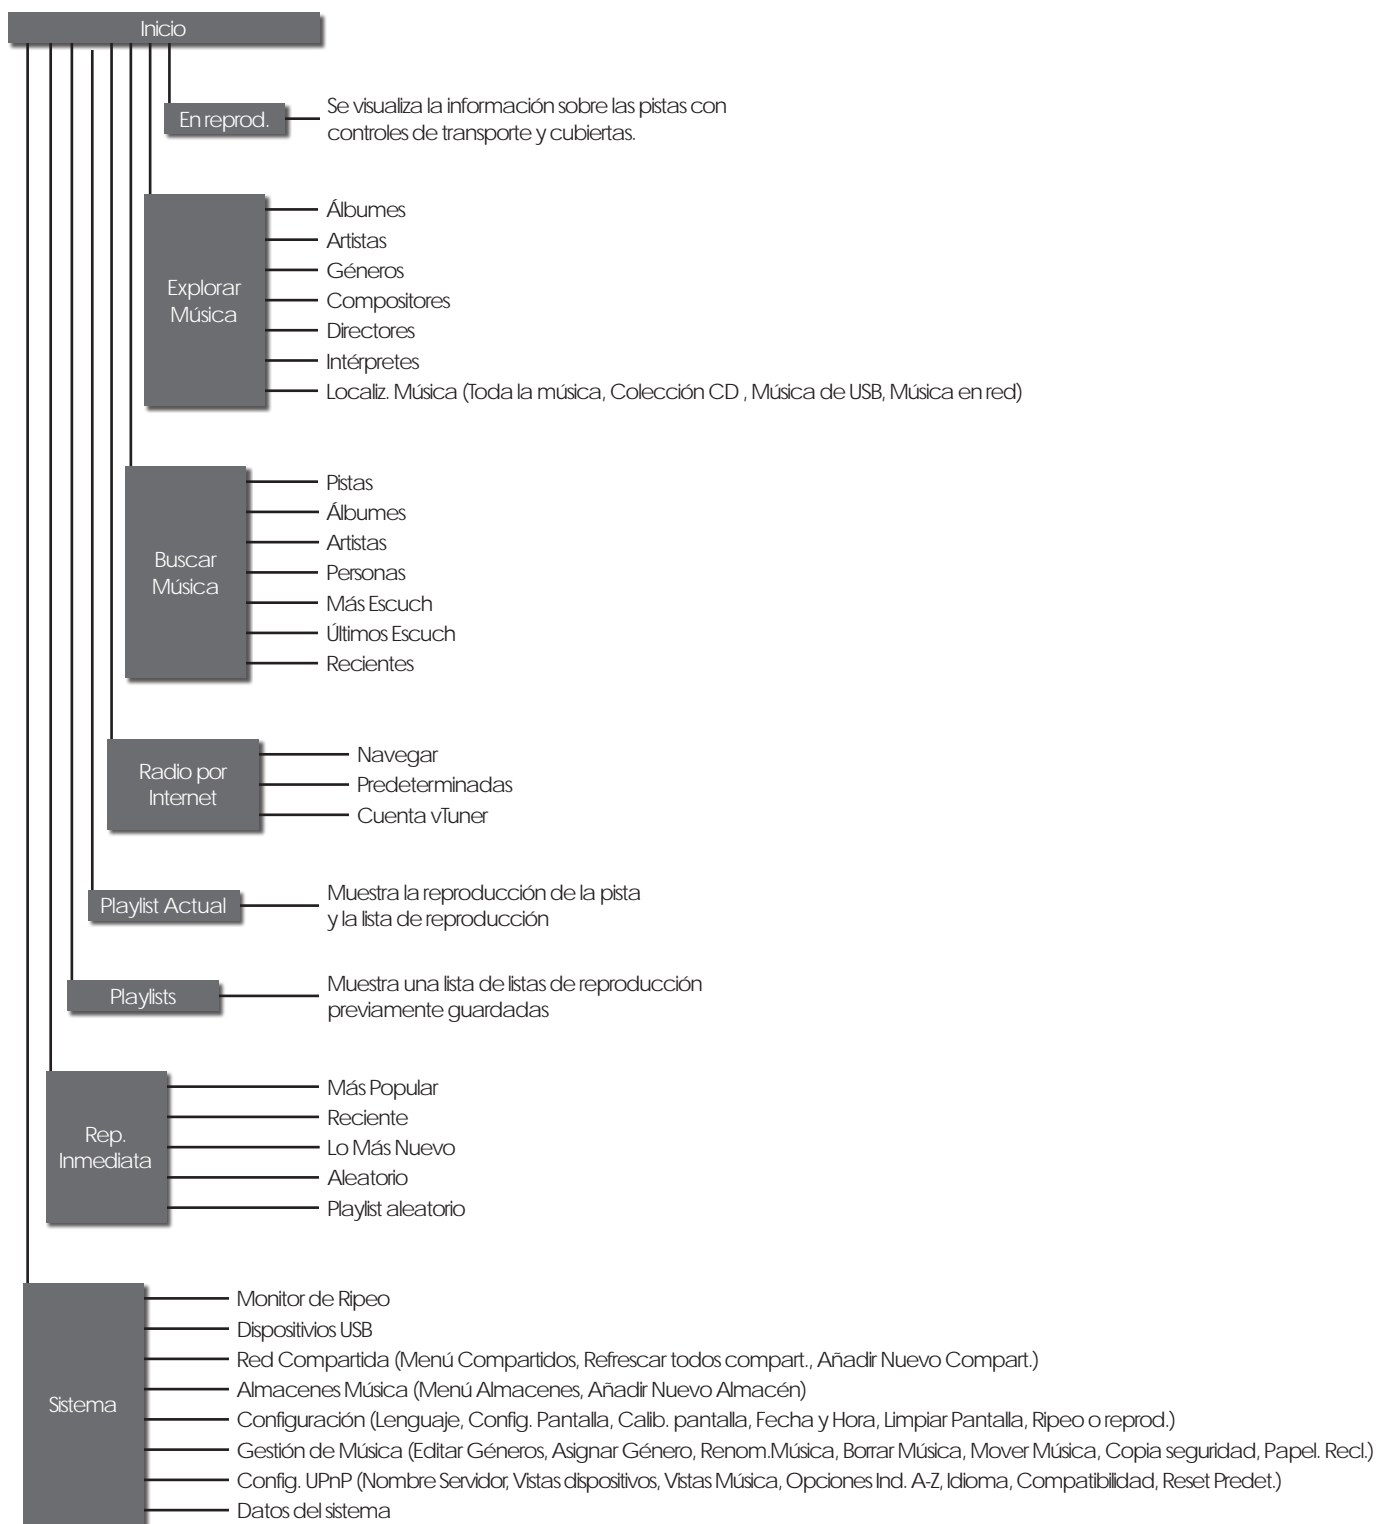 Inicio
En reprod.
Se visualiza la información sobre las pistas con
controles de transporte y cubiertas.
Explorar
Música
Álbumes
Artistas
Géneros
Compositores
Directores
Intérpretes
Localiz. Música (Toda la música, Colección CD , Música de USB, Música en red)
Buscar
Música
Pistas
Álbumes
Artistas
Personas
Más Escuch
Últimos Escuch
Recientes
Radio por
Internet
Navegar
Predeterminadas
Cuenta vTuner
Playlist Actual
Muestra la reproducción de la pista
y la lista de reproducción
Playlists
Muestra una lista de listas de reproducción
previamente guardadas
Rep.
Inmediata
Más Popular
Reciente
Lo Más Nuevo
Aleatorio
Playlist aleatorio
Sistema
Monitor de Ripeo
Dispositivios USB
Red Compartida (Menú Compartidos, Refrescar todos compart., Añadir Nuevo Compart.)
Almacenes Música (Menú Almacenes, Añadir Nuevo Almacén)
Configuración (Lenguaje, Config. Pantalla, Calib. pantalla, Fecha y Hora, Limpiar Pantalla, Ripeo o reprod.)
Gestión de Música (Editar Géneros, Asignar Género, Renom.Música, Borrar Música, Mover Música, Copia seguridad, Papel. Recl.)
Config. UPnP (Nombre Servidor, Vistas dispositivos, Vistas Música, Opciones Ind. A-Z, Idioma, Compatibilidad, Reset Predet.)
Datos del sistema